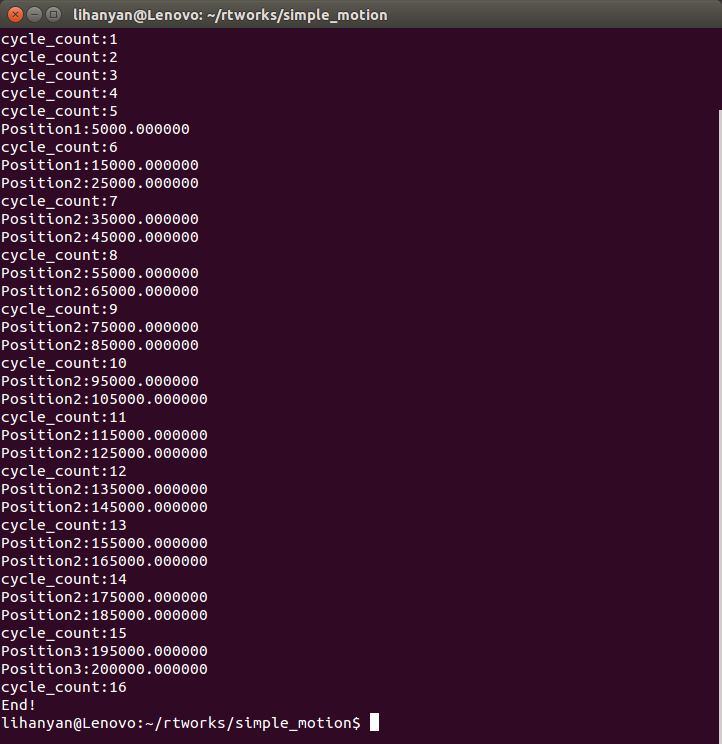 lihanyan@Lenovo: ~/rtworks/simple_motion
cycle_count:1
cycle_count:2
cycle_count:3
cycle_count:4
cycle_count:5
Position1:5000.000000
cycle_count:6
Position1:15000.000000
Position2:25000.000000
cycle_count:7
Position2:35000.000000
Position2:45000.000000
cycle_count:8
Position2:55000.000000
Position2:65000.000000
cycle_count:9
Position2:75000.000000
Position2:85000.000000
cycle_count:10
Position2:95000.000000
Position2:105000.000000
cycle_count:11
Position2:115000.000000
Position2:125000.000000
cycle_count:12
Position2:135000.000000
Position2:145000.000000
cycle_count:13
Position2:155000.000000
Position2:165000.000000
cycle_count:14
Position2:175000.000000
Position2:185000.000000
cycle_count:15
Position3:195000.000000
Position3:200000.000000
cycle_count:16
End!
lihanyan@Lenovo:~/rtworks/simple_motion$